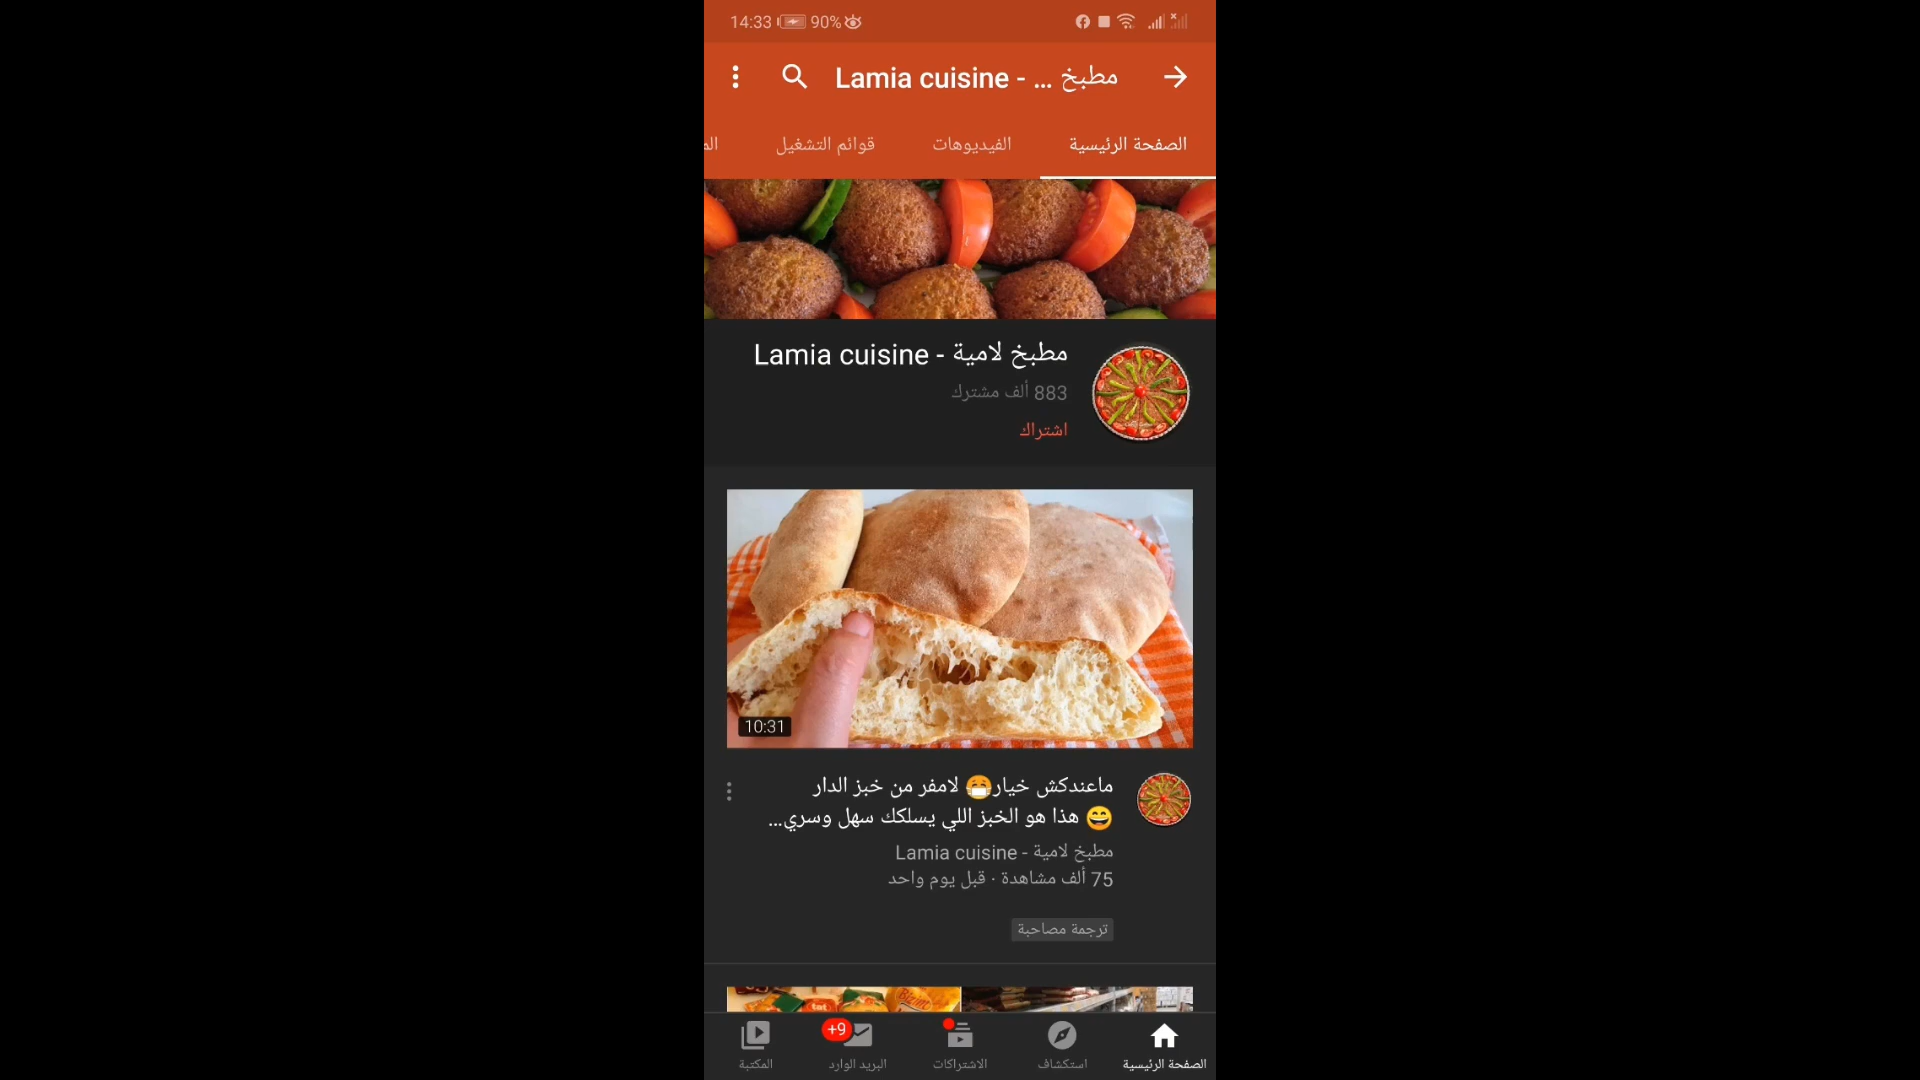 14:33 90%
مطبخ ... - Lamia cuisine
الصفحة الرئيسية الفيديوهات قوائم التشغيل الم
مطبخ لامية - Lamia cuisine
883 ألف مشترك
اشتراك
10:31
ماعندكش خيار😷 لامفر من خبز الدار
😄 هذا هو الخبز اللي يسلكك سهل وسري...
مطبخ لامية - Lamia cuisine
75 ألف مشاهدة · قبل يوم واحد
ترجمة مصاحبة
+9
الصفحة الرئيسية استكشاف الاشتراكات البريد الوارد المكتبة